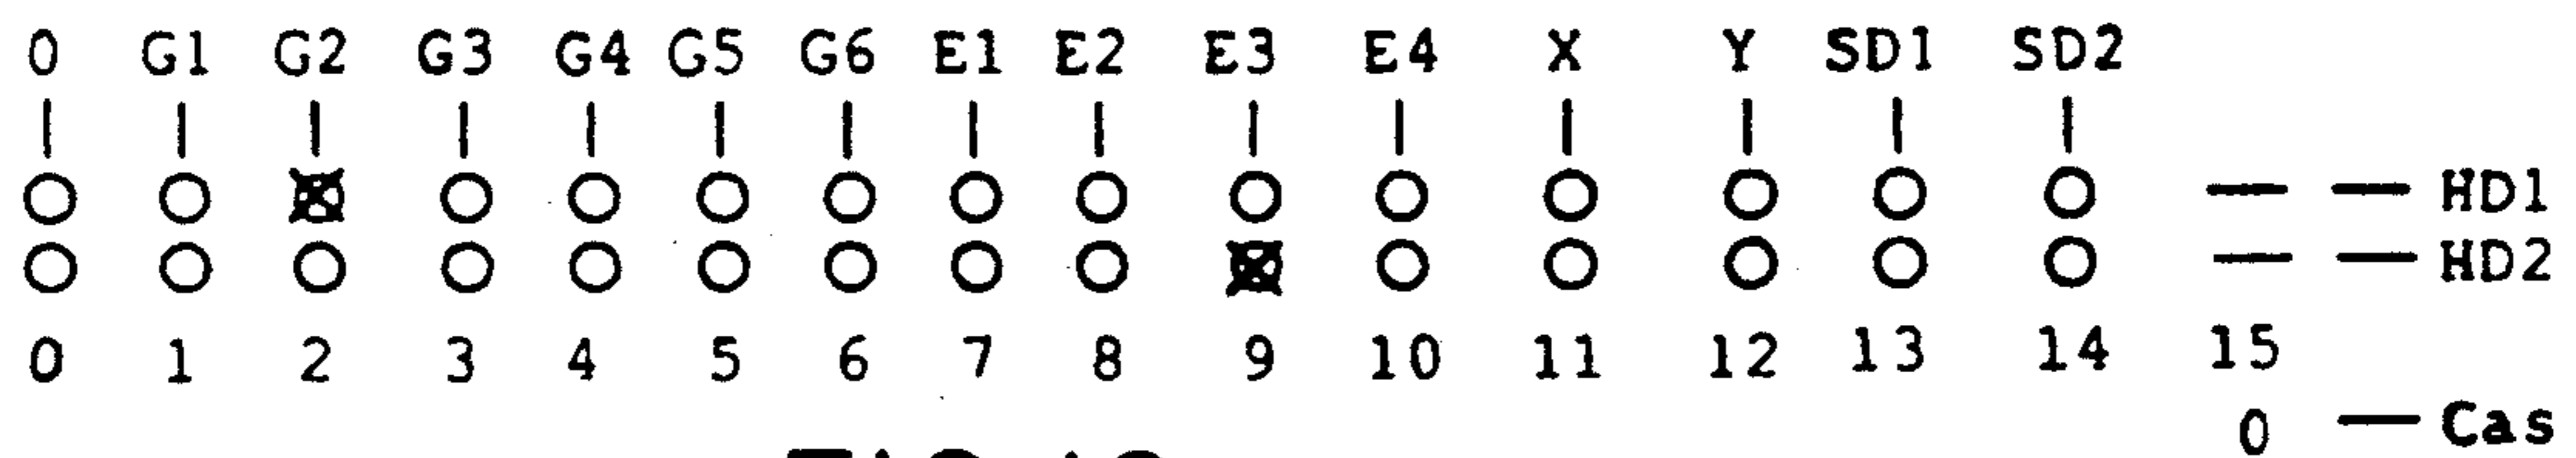 0 G1 G2 G3 G4 G5 G6 E1 E2 E3 E4 X Y SD1 SD2
HD1
HD2
0 1 2 3 4 5 6 7 8 9 10 11 12 13 14 15
0 — Cas